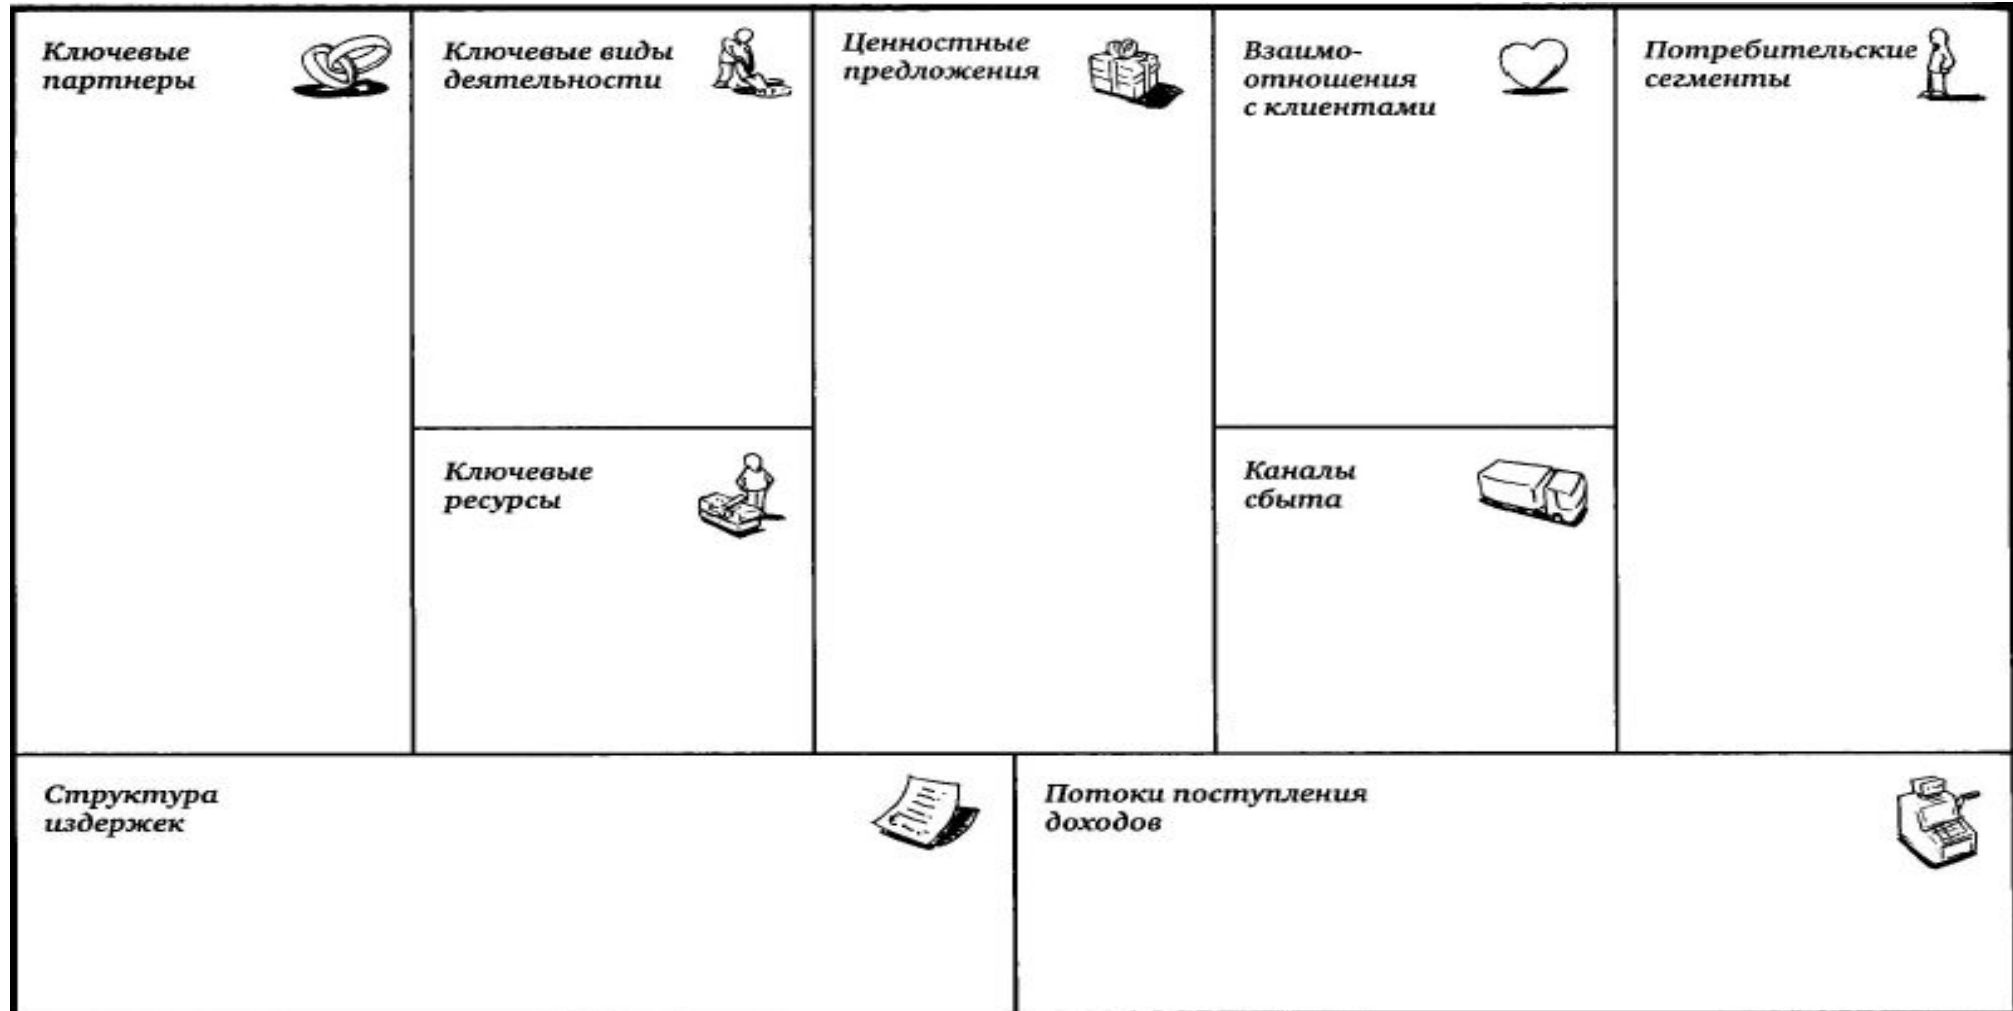 Ключевые
партнеры
Ключевые виды
деятельности
Ценностные
предложения
Взаимо-
отношения
с клиентами
Потребительские
сегменты
Ключевые
ресурсы
Каналы
сбыта
Структура
издержек
Потоки поступления
доходов